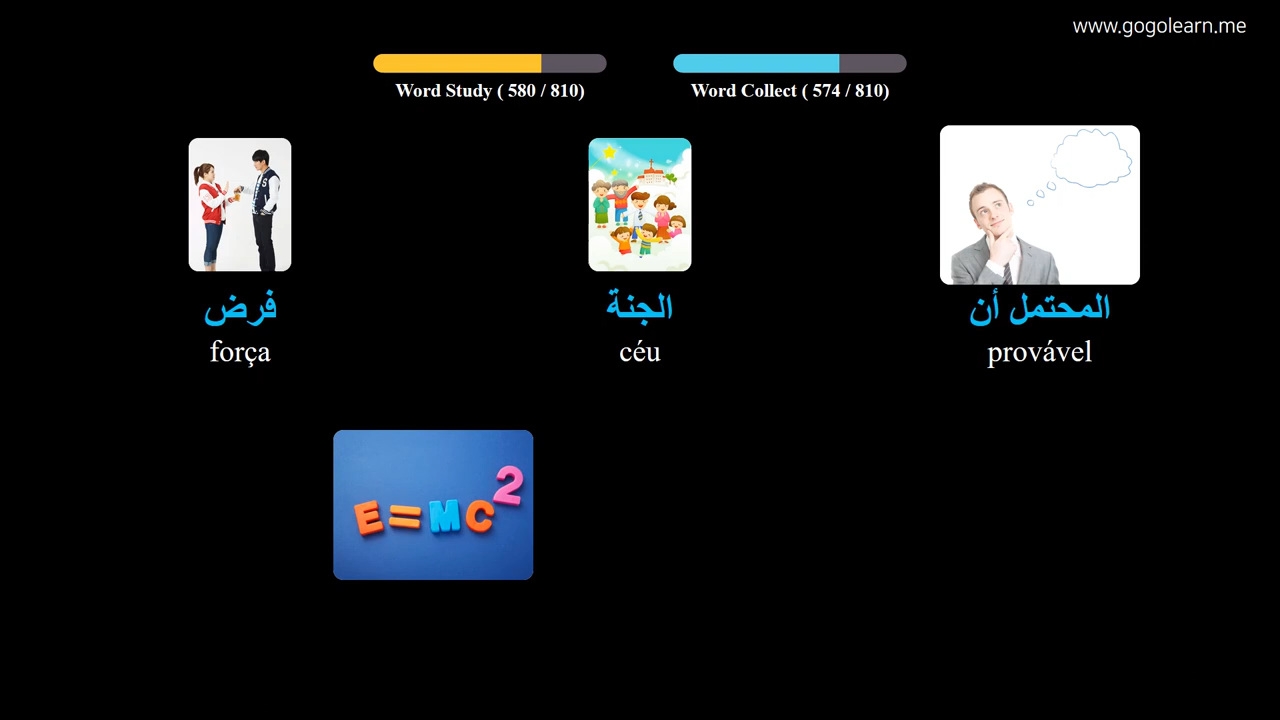 www.gogolearn.me
Word Study ( 580 / 810)
Word Collect ( 574 / 810)
فرض
força
الجنة
céu
المحتمل أن
provável
E=MC2